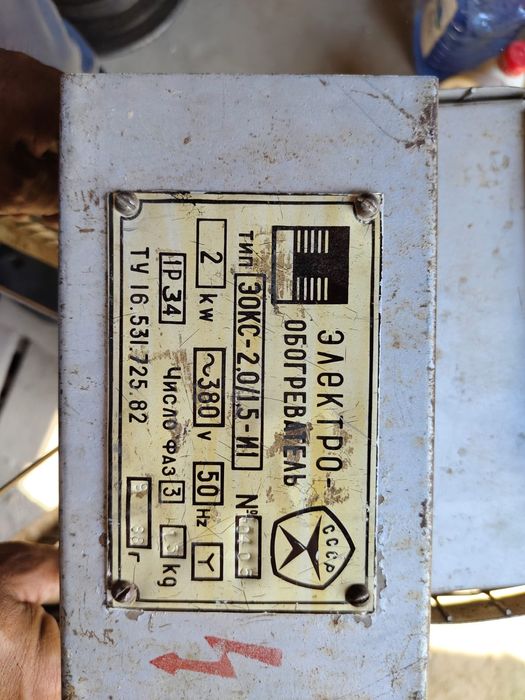 ЭЛЕКТРО-
ОБОГРЕВАТЕЛЬ
СССР
ТИП ЭОКС-2,0/1,5-И1 №
2 kW ~380 V 50 Hz Y
IP 34 ЧИСЛО ФАЗ 3 kg
ТУ 16.531.725.82 г